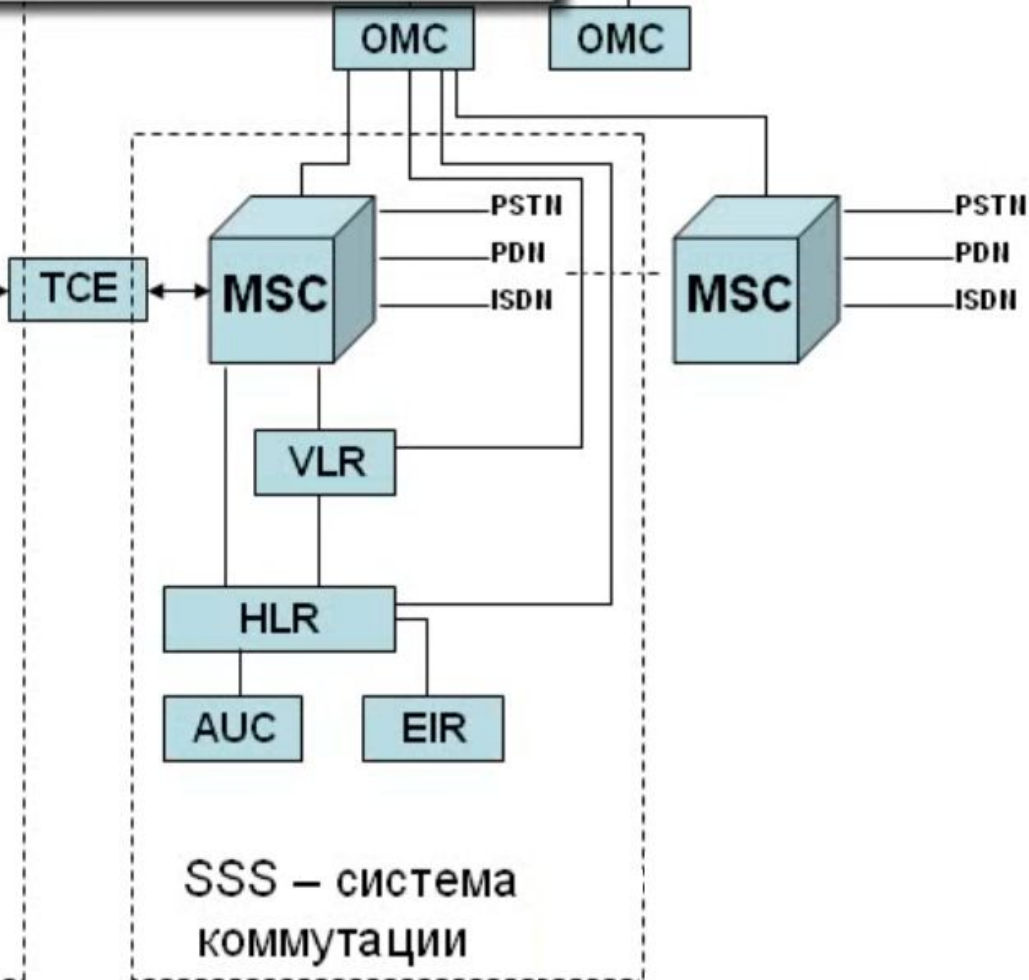 OMC
OMC
PSTN
PSTN
PDN
PDN
TCE
MSC
MSC
ISDN
ISDN
VLR
HLR
AUC
EIR
SSS – система
коммутации